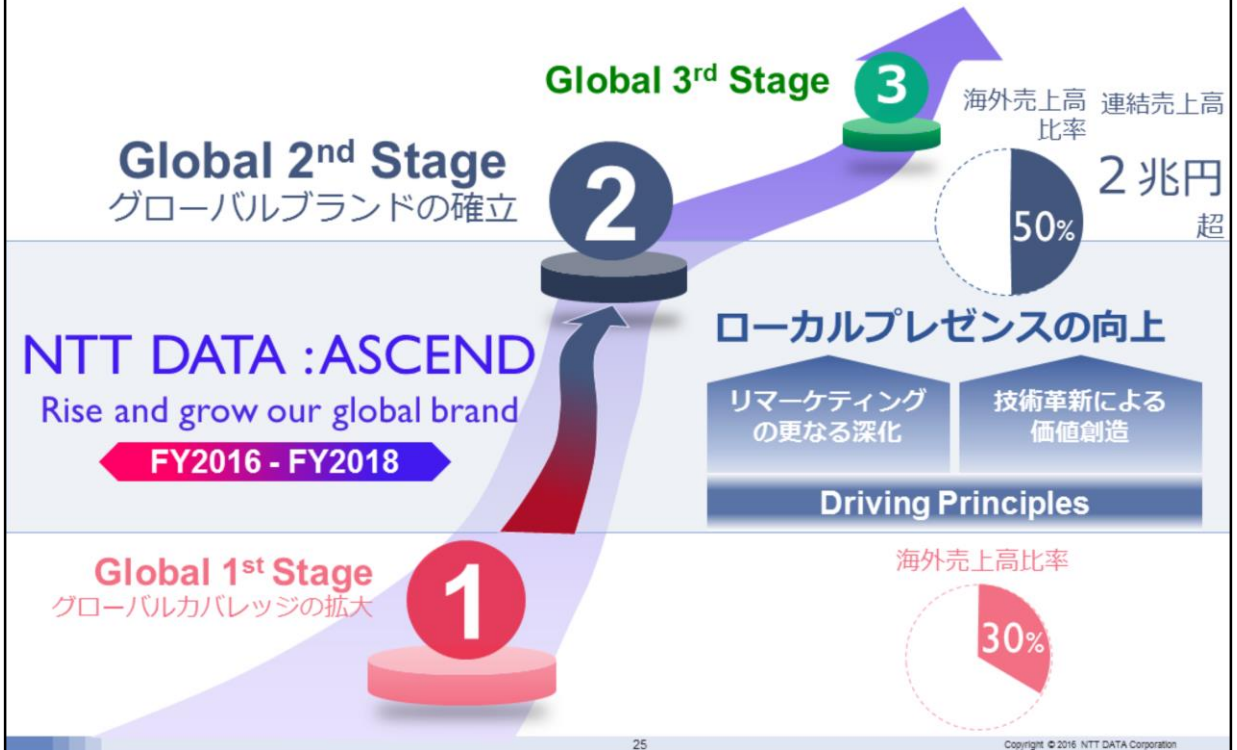 Global 3rd Stage
3
海外売上高
比率
連結売上高
2兆円
超
50%
Global 2nd Stage
グローバルブランドの確立
2
NTT DATA :ASCEND
Rise and grow our global brand
FY2016 - FY2018
ローカルプレゼンスの向上
リマーケティング
の更なる深化
技術革新による
価値創造
Driving Principles
Global 1st Stage
グローバルカバレッジの拡大
1
海外売上高比率
30%
25
Copyright © 2016 NTT DATA Corporation